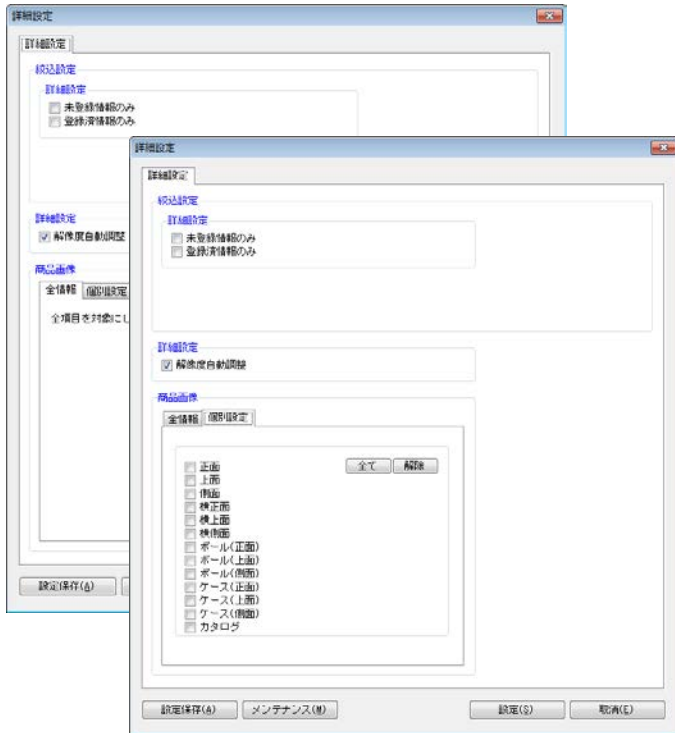 詳細設定
詳細設定
絞込設定
詳細設定
未登録情報のみ
登録済情報のみ
詳細設定
解像度自動調整
商品画像
全情報 個別設定
全項目を対象にし
設定保存(A)
詳細設定
詳細設定
絞込設定
詳細設定
未登録情報のみ
登録済情報のみ
詳細設定
解像度自動調整
商品画像
全情報 個別設定
全て 解除
正面
上面
側面
横正面
横上面
横側面
ボール(正面)
ボール(上面)
ボール(側面)
ケース(正面)
ケース(上面)
ケース(側面)
カタログ
設定保存(A) メンテナンス(M) 設定(S) 取消(E)